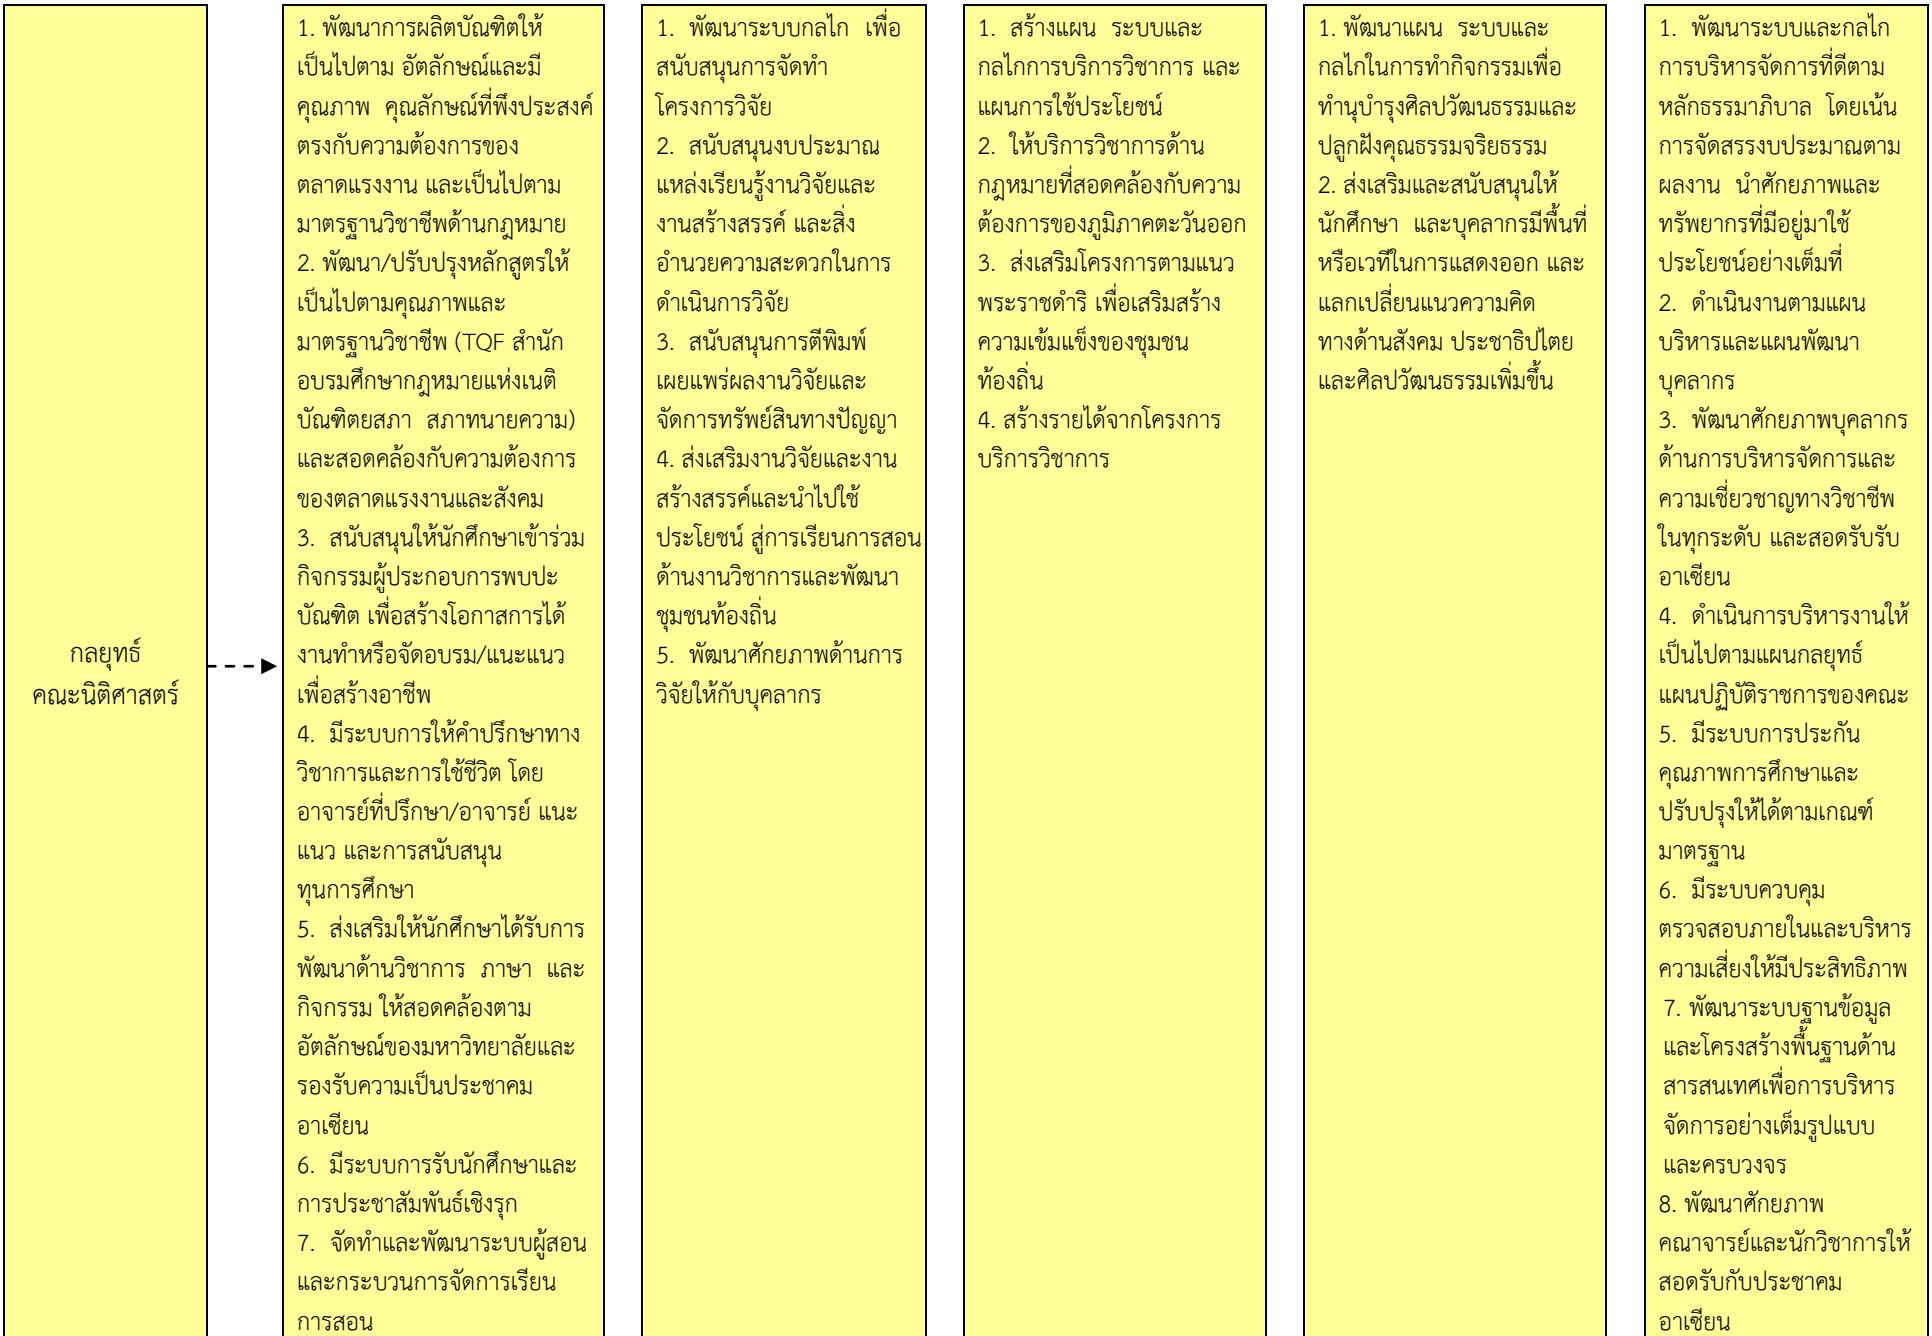 กลยุทธ์
คณะนิติศาสตร์
1. พัฒนาการผลิตบัณฑิตให้
เป็นไปตาม อัตลักษณ์และมี
คุณภาพ คุณลักษณ์ที่พึงประสงค์
ตรงกับความต้องการของ
ตลาดแรงงาน และเป็นไปตาม
มาตรฐานวิชาชีพด้านกฎหมาย
2. พัฒนา/ปรับปรุงหลักสูตรให้
เป็นไปตามคุณภาพและ
มาตรฐานวิชาชีพ (TQF สำนัก
อบรมศึกษากฎหมายแห่งเนติ
บัณฑิตยสภา สภาทนายความ)
และสอดคล้องกับความต้องการ
ของตลาดแรงงานและสังคม
3. สนับสนุนให้นักศึกษาเข้าร่วม
กิจกรรมผู้ประกอบการพบปะ
บัณฑิต เพื่อสร้างโอกาสการได้
งานทำหรือจัดอบรม/แนะแนว
เพื่อสร้างอาชีพ
4. มีระบบการให้คำปรึกษาทาง
วิชาการและการใช้ชีวิต โดย
อาจารย์ที่ปรึกษา/อาจารย์ แนะ
แนว และการสนับสนุน
ทุนการศึกษา
5. ส่งเสริมให้นักศึกษาได้รับการ
พัฒนาด้านวิชาการ ภาษา และ
กิจกรรม ให้สอดคล้องตาม
อัตลักษณ์ของมหาวิทยาลัยและ
รองรับความเป็นประชาคม
อาเซียน
6. มีระบบการรับนักศึกษาและ
การประชาสัมพันธ์เชิงรุก
7. จัดทำและพัฒนาระบบผู้สอน
และกระบวนการจัดการเรียน
การสอน
1. พัฒนาระบบกลไก เพื่อ
สนับสนุนการจัดทำ
โครงการวิจัย
2. สนับสนุนงบประมาณ
แหล่งเรียนรู้งานวิจัยและ
งานสร้างสรรค์ และสิ่ง
อำนวยความสะดวกในการ
ดำเนินการวิจัย
3. สนับสนุนการตีพิมพ์
เผยแพร่ผลงานวิจัยและ
จัดการทรัพย์สินทางปัญญา
4. ส่งเสริมงานวิจัยและงาน
สร้างสรรค์และนำไปใช้
ประโยชน์ สู่การเรียนการสอน
ด้านงานวิชาการและพัฒนา
ชุมชนท้องถิ่น
5. พัฒนาศักยภาพด้านการ
วิจัยให้กับบุคลากร
1. สร้างแผน ระบบและ
กลไกการบริการวิชาการ และ
แผนการใช้ประโยชน์
2. ให้บริการวิชาการด้าน
กฎหมายที่สอดคล้องกับความ
ต้องการของภูมิภาคตะวันออก
3. ส่งเสริมโครงการตามแนว
พระราชดำริ เพื่อเสริมสร้าง
ความเข้มแข็งของชุมชน
ท้องถิ่น
4. สร้างรายได้จากโครงการ
บริการวิชาการ
1. พัฒนาแผน ระบบและ
กลไกในการทำกิจกรรมเพื่อ
ทำนุบำรุงศิลปวัฒนธรรมและ
ปลูกฝังคุณธรรมจริยธรรม
2. ส่งเสริมและสนับสนุนให้
นักศึกษา และบุคลากรมีพื้นที่
หรือเวทีในการแสดงออก และ
แลกเปลี่ยนแนวความคิด
ทางด้านสังคม ประชาธิปไตย
และศิลปวัฒนธรรมเพิ่มขึ้น
1. พัฒนาระบบและกลไก
การบริหารจัดการที่ดีตาม
หลักธรรมาภิบาล โดยเน้น
การจัดสรรงบประมาณตาม
ผลงาน นำศักยภาพและ
ทรัพยากรที่มีอยู่มาใช้
ประโยชน์อย่างเต็มที่
2. ดำเนินงานตามแผน
บริหารและแผนพัฒนา
บุคลากร
3. พัฒนาศักยภาพบุคลากร
ด้านการบริหารจัดการและ
ความเชี่ยวชาญทางวิชาชีพ
ในทุกระดับ และสอดรับรับ
อาเซียน
4. ดำเนินการบริหารงานให้
เป็นไปตามแผนกลยุทธ์
แผนปฏิบัติราชการของคณะ
5. มีระบบการประกัน
คุณภาพการศึกษาและ
ปรับปรุงให้ได้ตามเกณฑ์
มาตรฐาน
6. มีระบบควบคุม
ตรวจสอบภายในและบริหาร
ความเสี่ยงให้มีประสิทธิภาพ
7. พัฒนาระบบฐานข้อมูล
และโครงสร้างพื้นฐานด้าน
สารสนเทศเพื่อการบริหาร
จัดการอย่างเต็มรูปแบบ
และครบวงจร
8. พัฒนาศักยภาพ
คณาจารย์และนักวิชาการให้
สอดรับกับประชาคม
อาเซียน